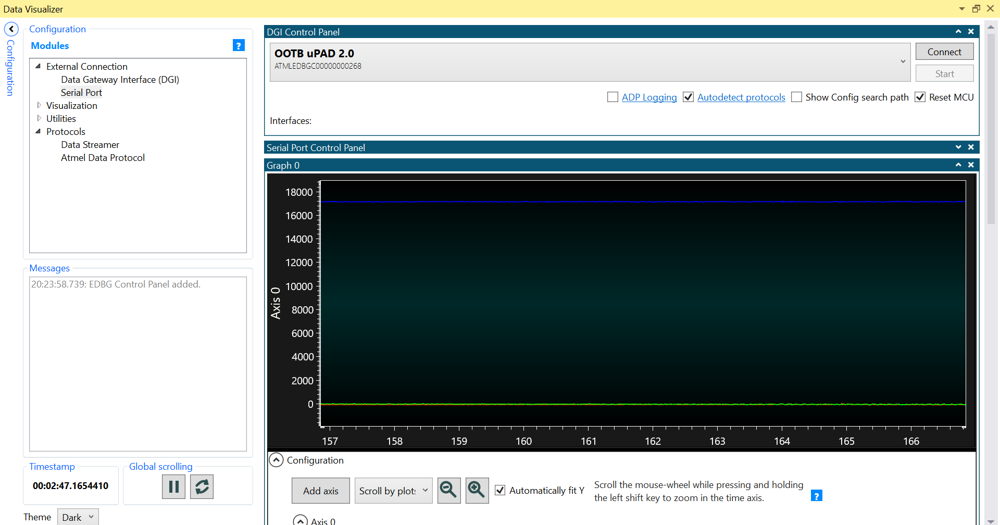 Data Visualizer
Configuration
Configuration
Modules
?
External Connection
Data Gateway Interface (DGI)
Serial Port
Visualization
Utilities
Protocols
Data Streamer
Atmel Data Protocol
Messages
20:23:58.739: EDBG Control Panel added.
Timestamp
00:02:47.1654410
Global scrolling
Theme
Dark
DGI Control Panel
OOTB uPAD 2.0
ATMLEDBGC00000000268
Connect
Start
ADP Logging
Autodetect protocols
Show Config search path
Reset MCU
Interfaces:
Serial Port Control Panel
Graph 0
Axis 0
18000
16000
14000
12000
10000
8000
6000
4000
2000
0
157 158 159 160 161 162 163 164 165 166
Configuration
Add axis
Scroll by plot
Automatically fit Y
Scroll the mouse-wheel while pressing and holding
the left shift key to zoom in the time axis.
?
Axis 0